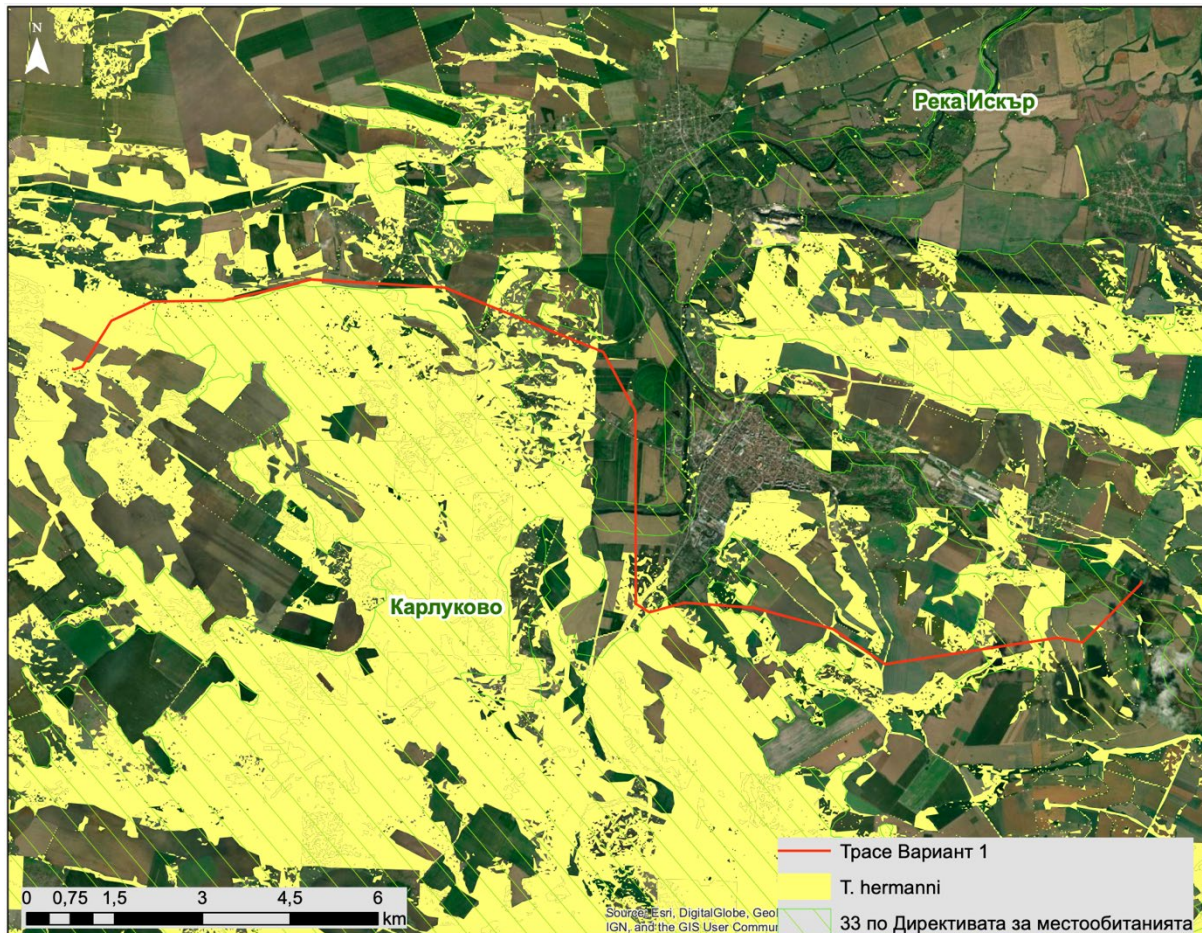 N
Река Искър
Карлуково
Трасе Вариант 1
T. hermanni
33 по Директивата за местообитанията
0 0,75 1,5 3 4,5 6
km
Source: Esri, DigitalGlobe, GeoI
IGN, and the GIS User Commun